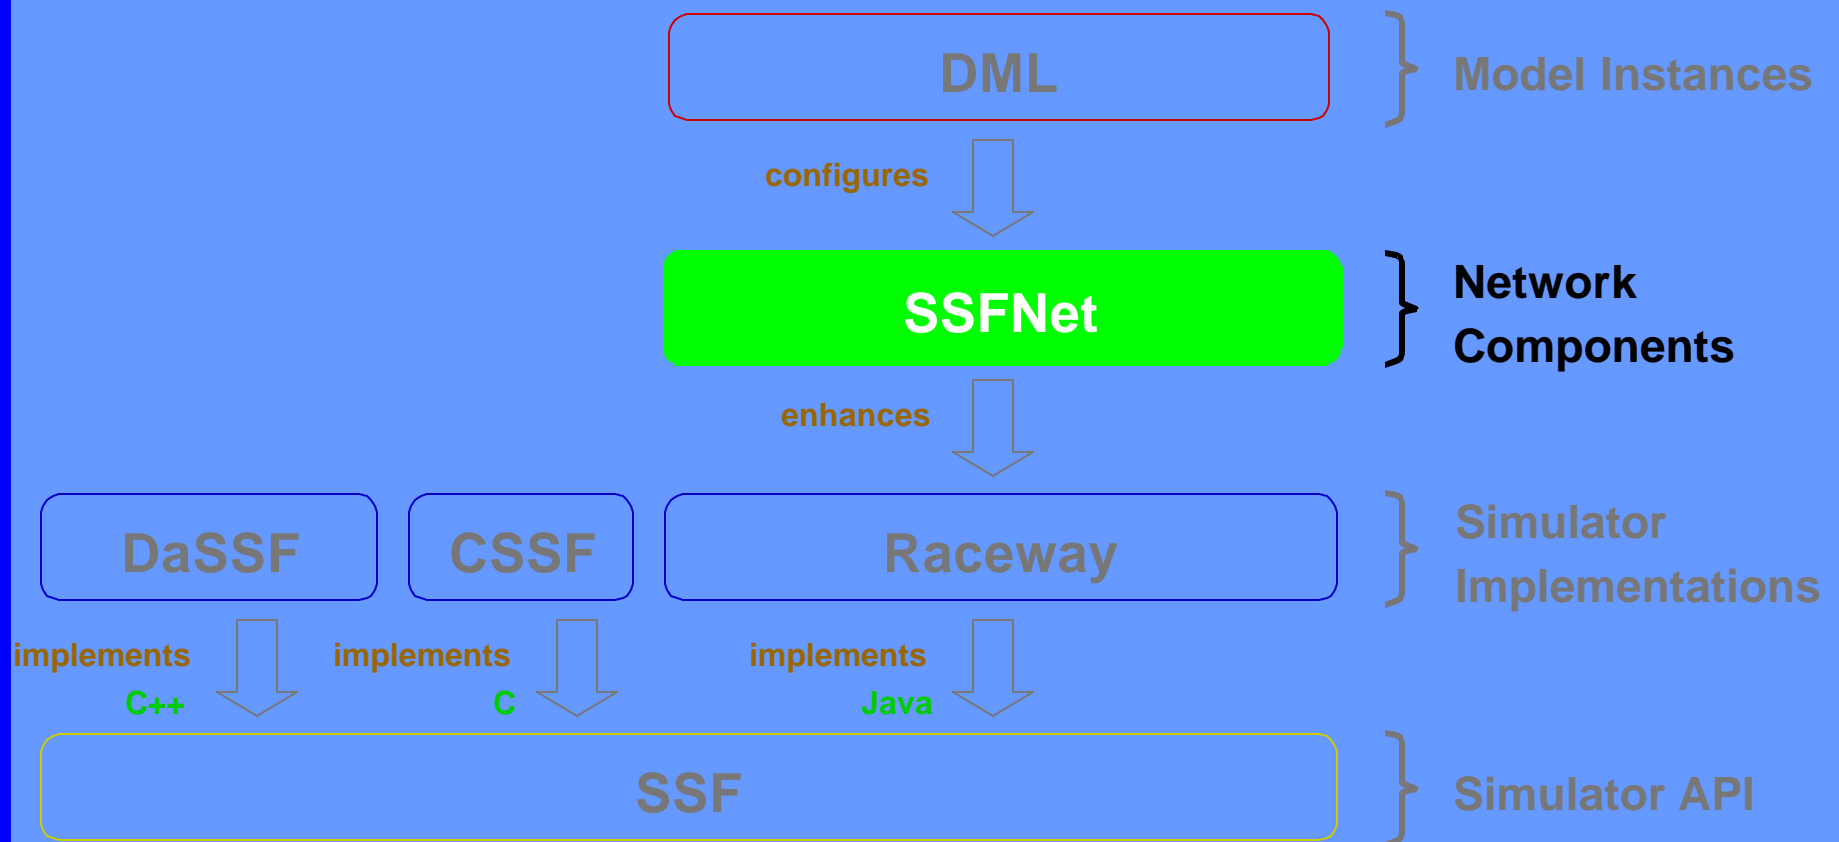 DML
Model Instances
configures
SSFNet
Network
Components
enhances
DaSSF
CSSF
Raceway
Simulator
Implementations
implements
C++
implements
C
implements
Java
SSF
Simulator API